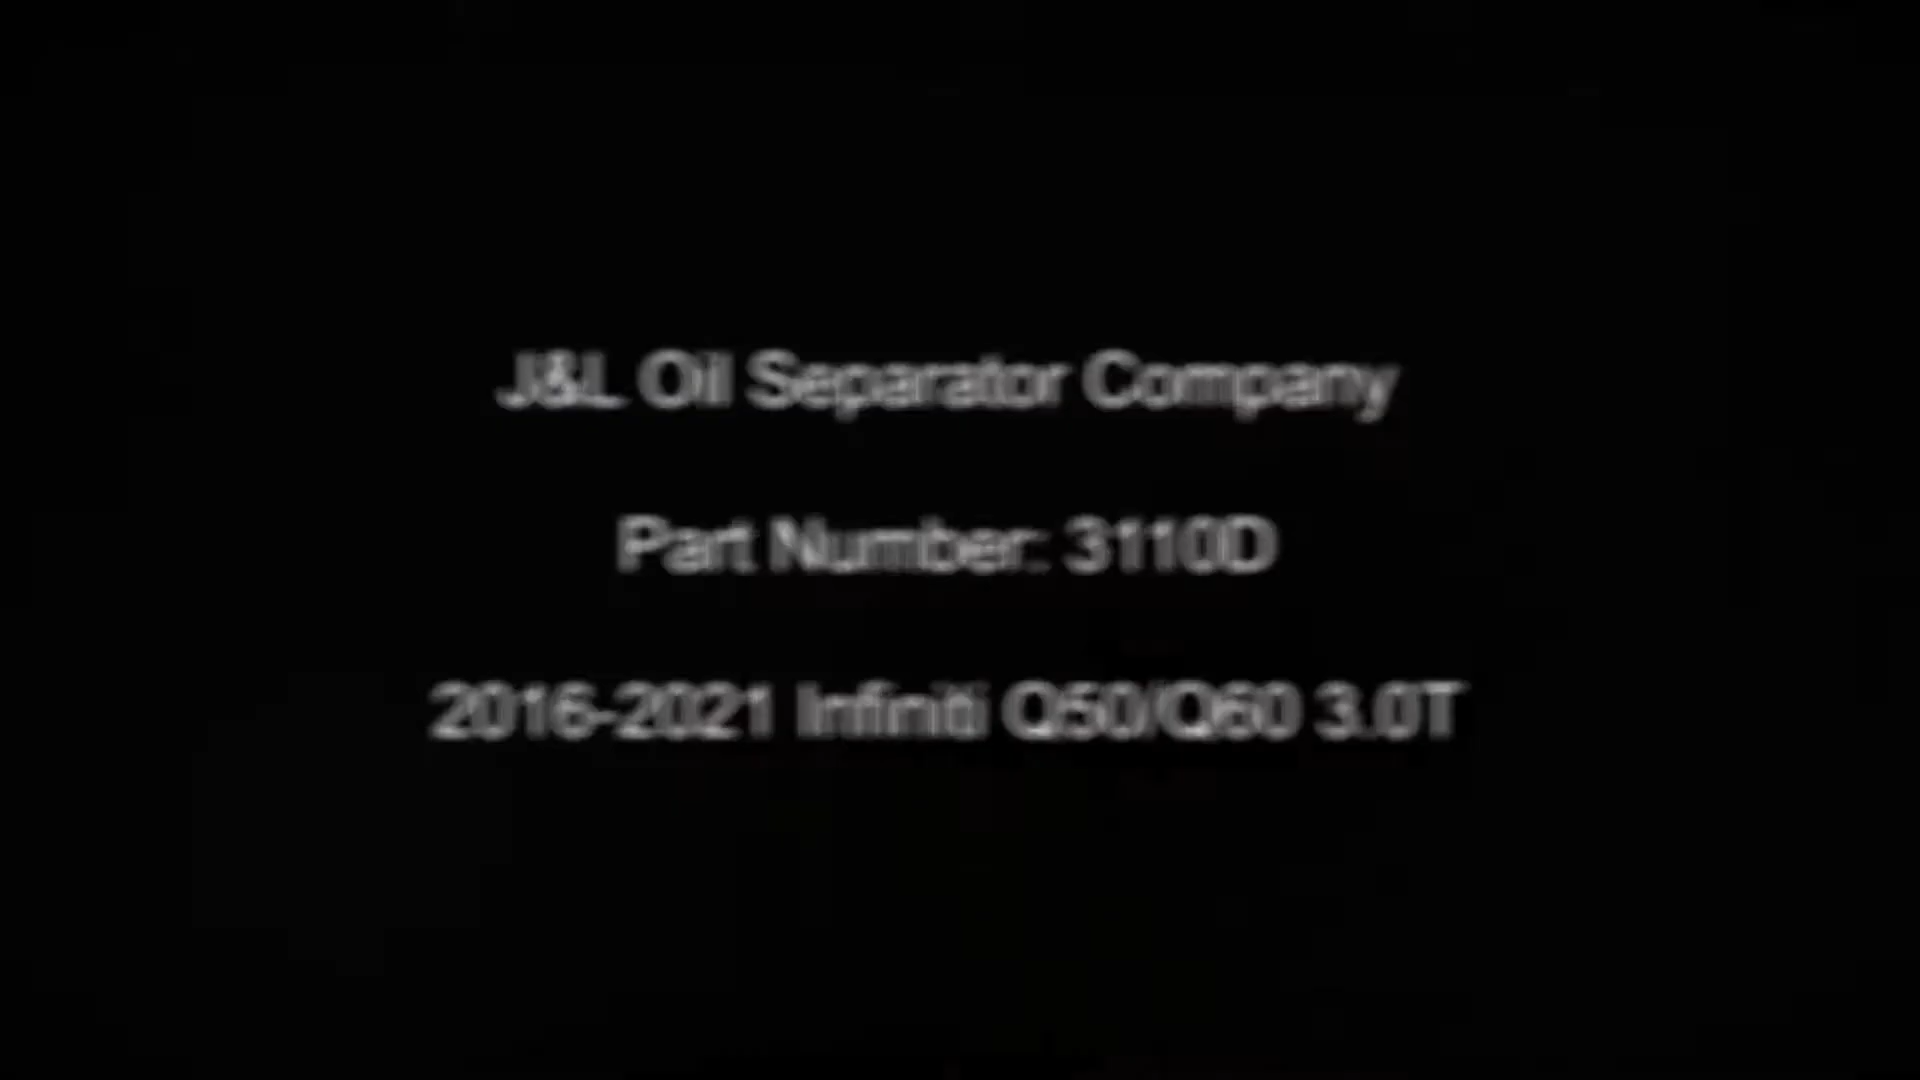 J&L Oil Separator Company
Part Number: 3110D
2016-2021 Infiniti Q50/Q60 3.0T